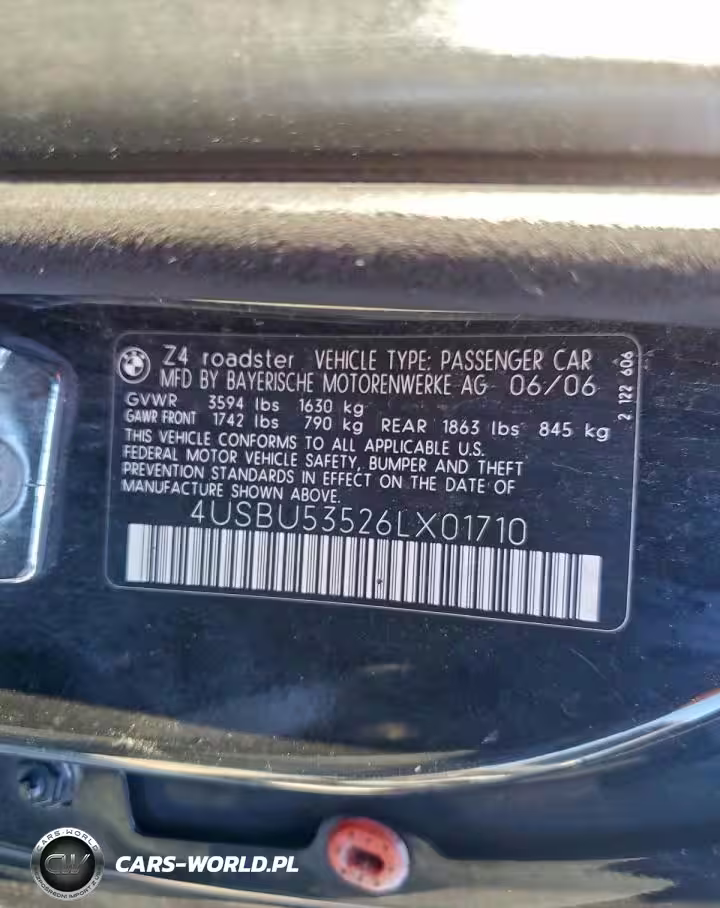 Z4 roadster VEHICLE TYPE: PASSENGER CAR
MFD BY BAYERISCHE MOTORENWERKE AG 06/06
GVWR 3594 lbs 1630 kg
GAWR FRONT 1742 lbs 790 kg REAR 1863 lbs 845 kg
THIS VEHICLE CONFORMS TO ALL APPLICABLE U.S.
FEDERAL MOTOR VEHICLE SAFETY, BUMPER AND THEFT
PREVENTION STANDARDS IN EFFECT ON THE DATE OF
MANUFACTURE SHOWN ABOVE.
4USBU53526LX01710
2 122 606
CARS-WORLD
CW
CARS-WORLD.PL